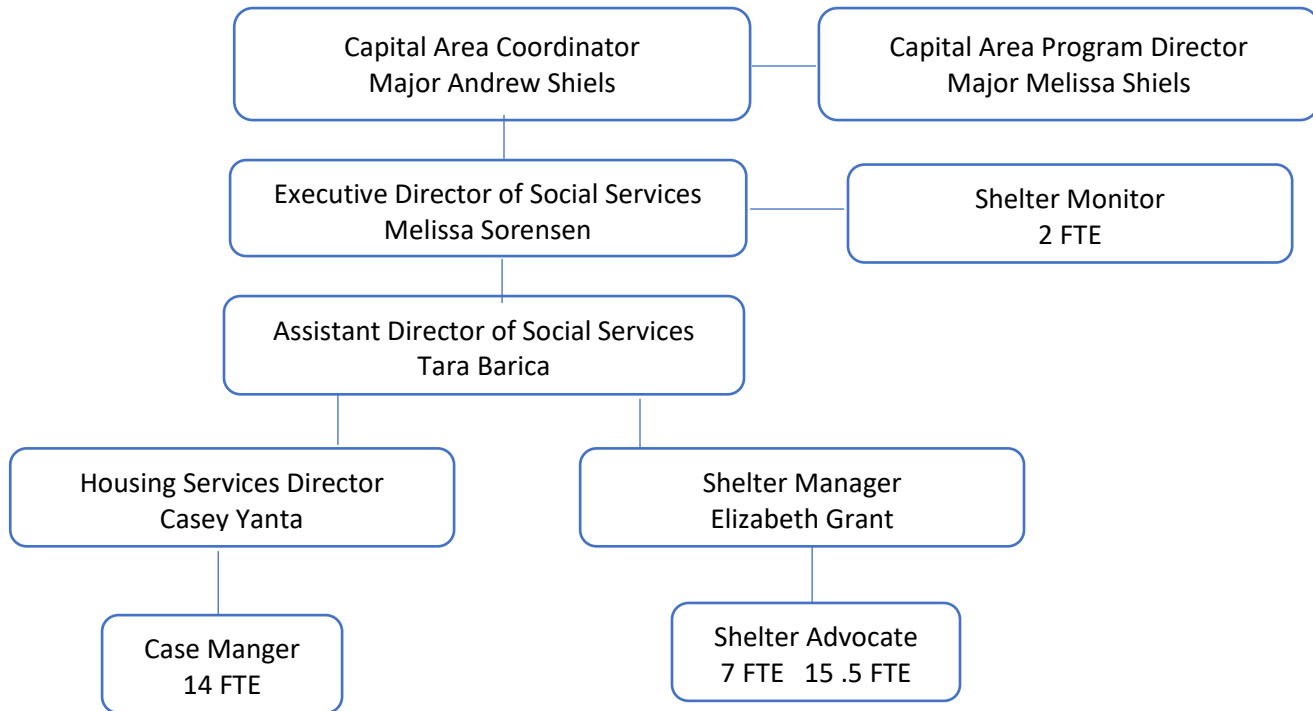 Capital Area Coordinator
Major Andrew Shiels
Capital Area Program Director
Major Melissa Shiels
Executive Director of Social Services
Melissa Sorensen
Shelter Monitor
2 FTE
Assistant Director of Social Services
Tara Barica
Housing Services Director
Casey Yanta
Shelter Manager
Elizabeth Grant
Case Manger
14 FTE
Shelter Advocate
7 FTE   15 .5 FTE